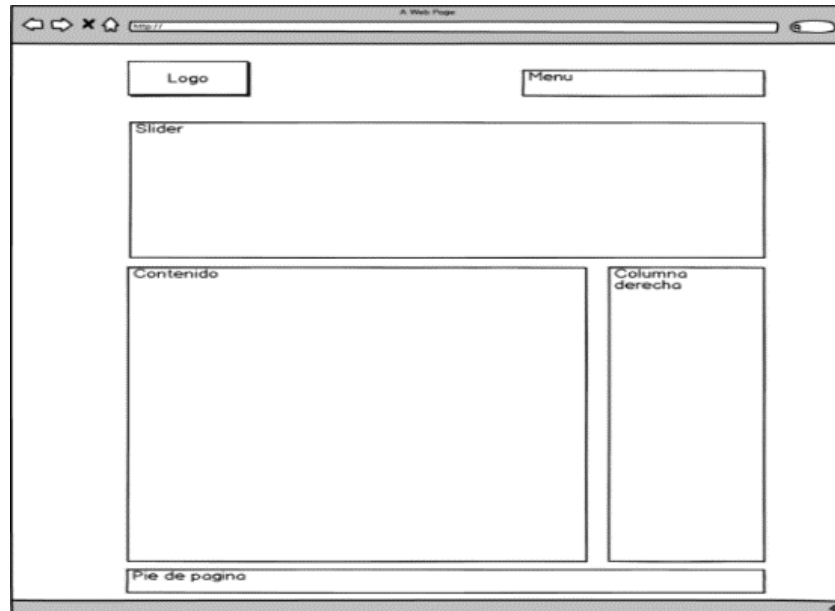 A Web Page
http://
Logo
Menu
Slider
Contenido
Columna
derecha
Pie de pagina